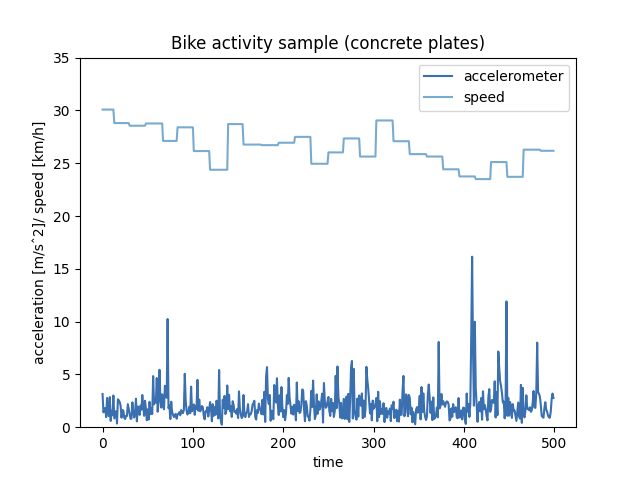 Bike activity sample (concrete plates)
accelerometer
speed
acceleration [m/sˆ2]/ speed [km/h]
35
30
25
20
15
10
5
0
0 100 200 300 400 500
time